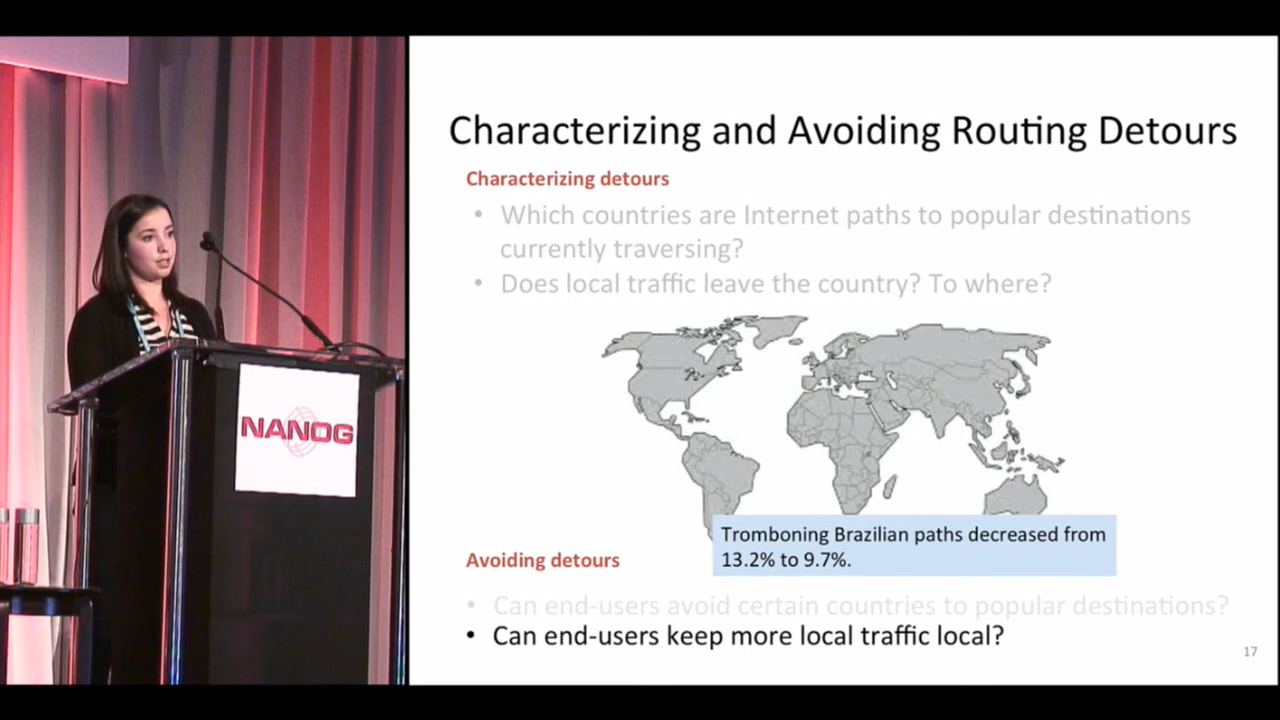 NANOG
Characterizing and Avoiding Routing Detours
Characterizing detours
• Which countries are Internet paths to popular destinations
currently traversing?
• Does local traffic leave the country? To where?
Tromboning Brazilian paths decreased from
13.2% to 9.7%.
Avoiding detours
• Can end-users avoid certain countries to popular destinations?
• Can end-users keep more local traffic local?
17